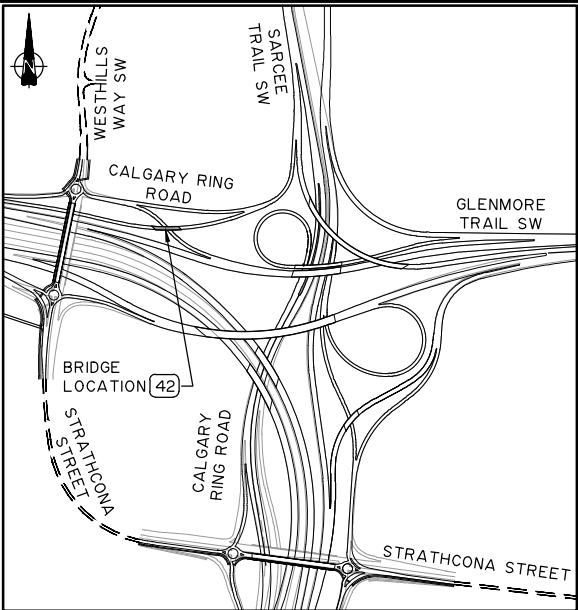 N
WESTHILLS
WAY SW
SARCEE
TRAIL SW
CALGARY RING
ROAD
GLENMORE
TRAIL SW
BRIDGE
LOCATION 42
STRATHCONA
STREET
CALGARY
RING ROAD
STRATHCONA STREET